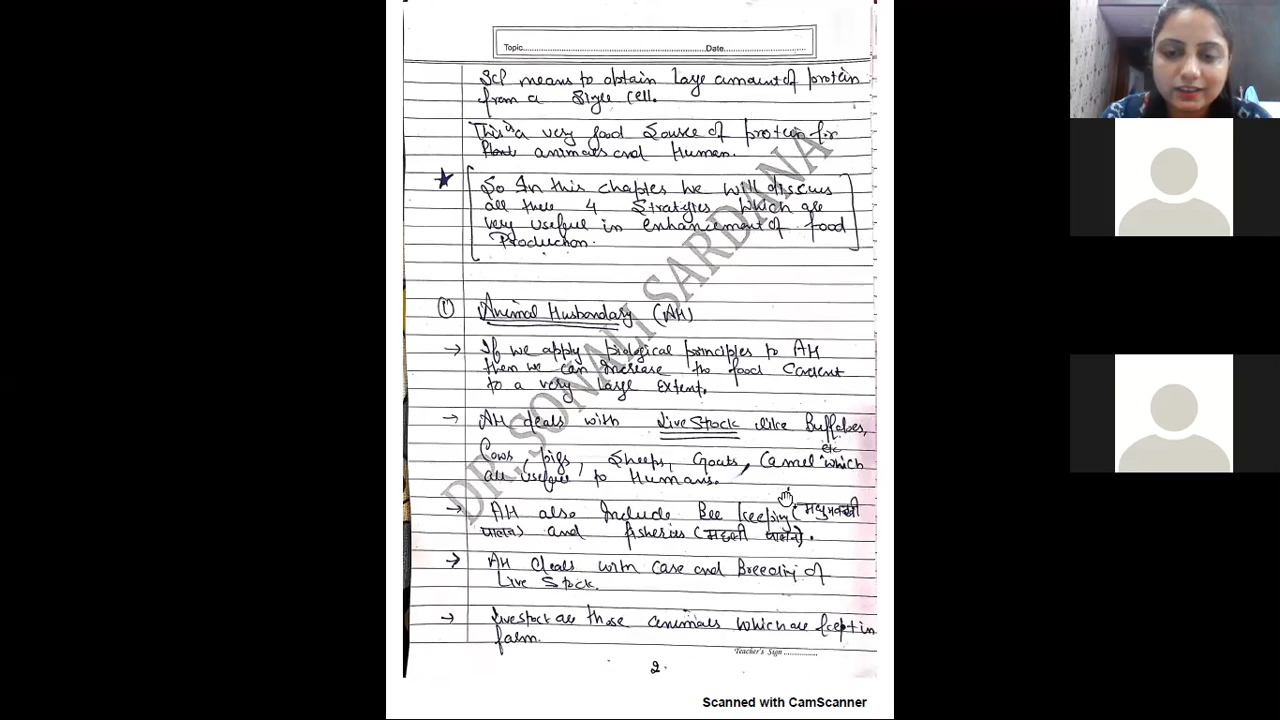 Topic................................Date................
SCP means to obtain large amount of protein
from a Single Cell.
This is a very good Source of protein for
animals and Human.
So In this chapter we will discuss
all these 4 Stratgies which are
very useful in enhancement of food
Production.
① Animal Husbandary (AH)
→ If we apply biological principles to AH
then we can increase the food Content
to a very large Extent.
→ AH deals with Live Stock like Buffaloes,
Cows, pigs, Sheeps, Goats, Camel etc which
are useful to Humans.
→ AH also Include Bee keeping (मधुमक्खी
पालन) and fisheries (मछली पालन).
→ AH deals with care and Breeding of
Live Stock.
→ Livestock are those animals which are kept in
farm.
Teacher's Sign ..............
2.
DR. SONALI SARDANA
Scanned with CamScanner